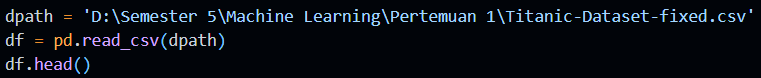 dpath = 'D:\Semester 5\Machine Learning\Pertemuan 1\Titanic-Dataset-fixed.csv'
df = pd.read_csv(dpath)
df.head()